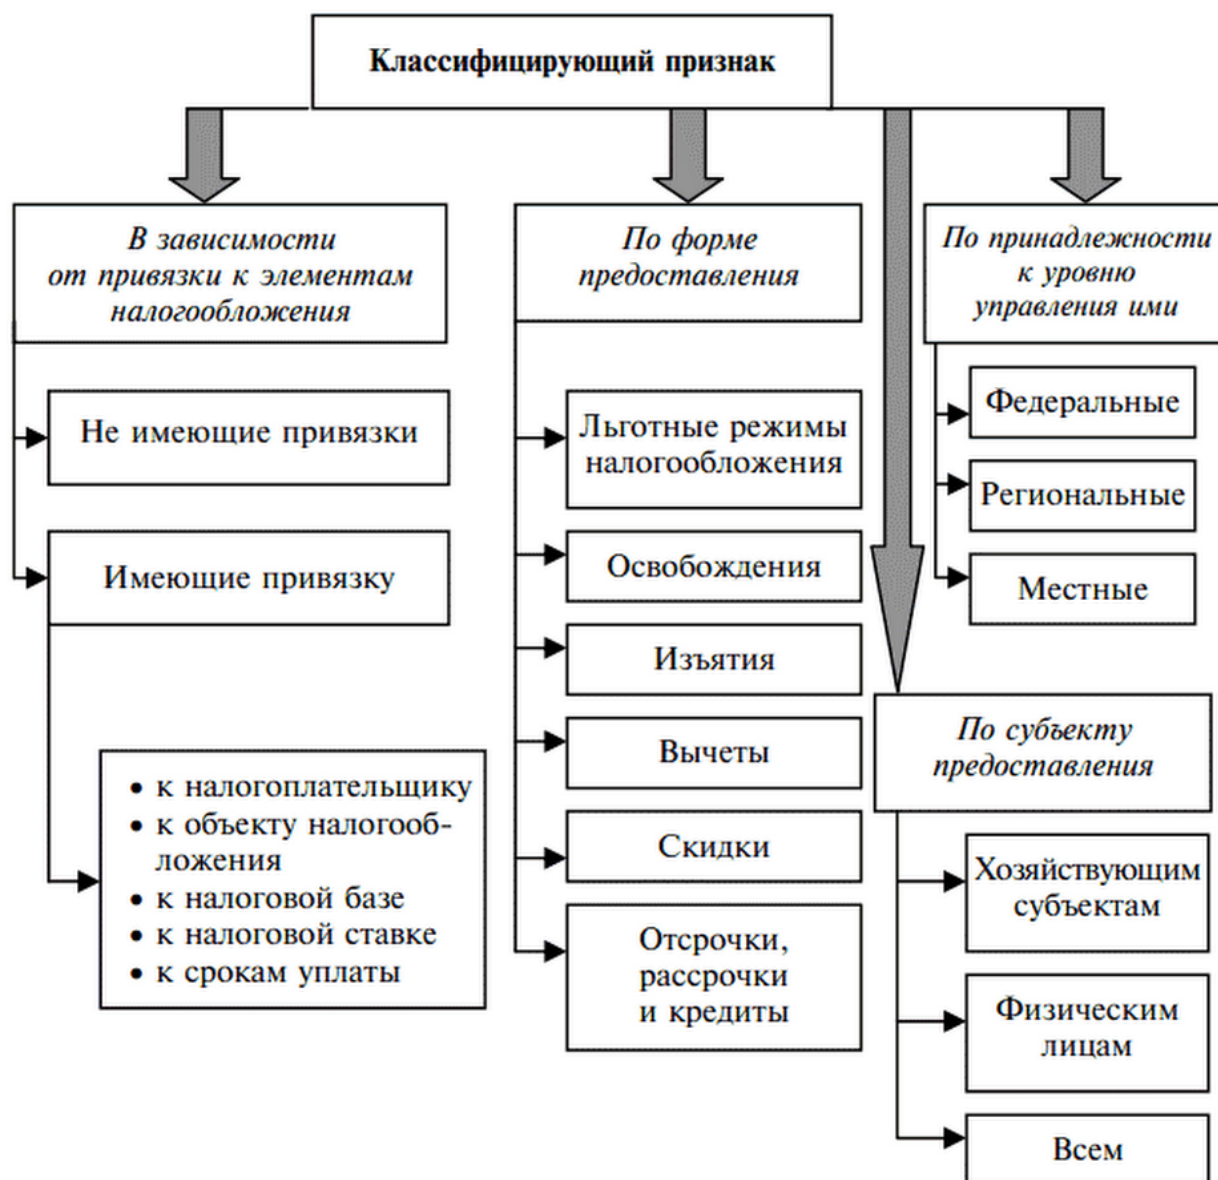 Классифицирующий признак
В зависимости
от привязки к элементам
налогообложения
Не имеющие привязки
Имеющие привязку
• к налогоплательщику
• к объекту налогооб-
ложения
• к налоговой базе
• к налоговой ставке
• к срокам уплаты
По форме
предоставления
Льготные режимы
налогообложения
Освобождения
Изъятия
Вычеты
Скидки
Отсрочки,
рассрочки
и кредиты
По принадлежности
к уровню
управления ими
Федеральные
Региональные
Местные
По субъекту
предоставления
Хозяйствующим
субъектам
Физическим
лицам
Всем